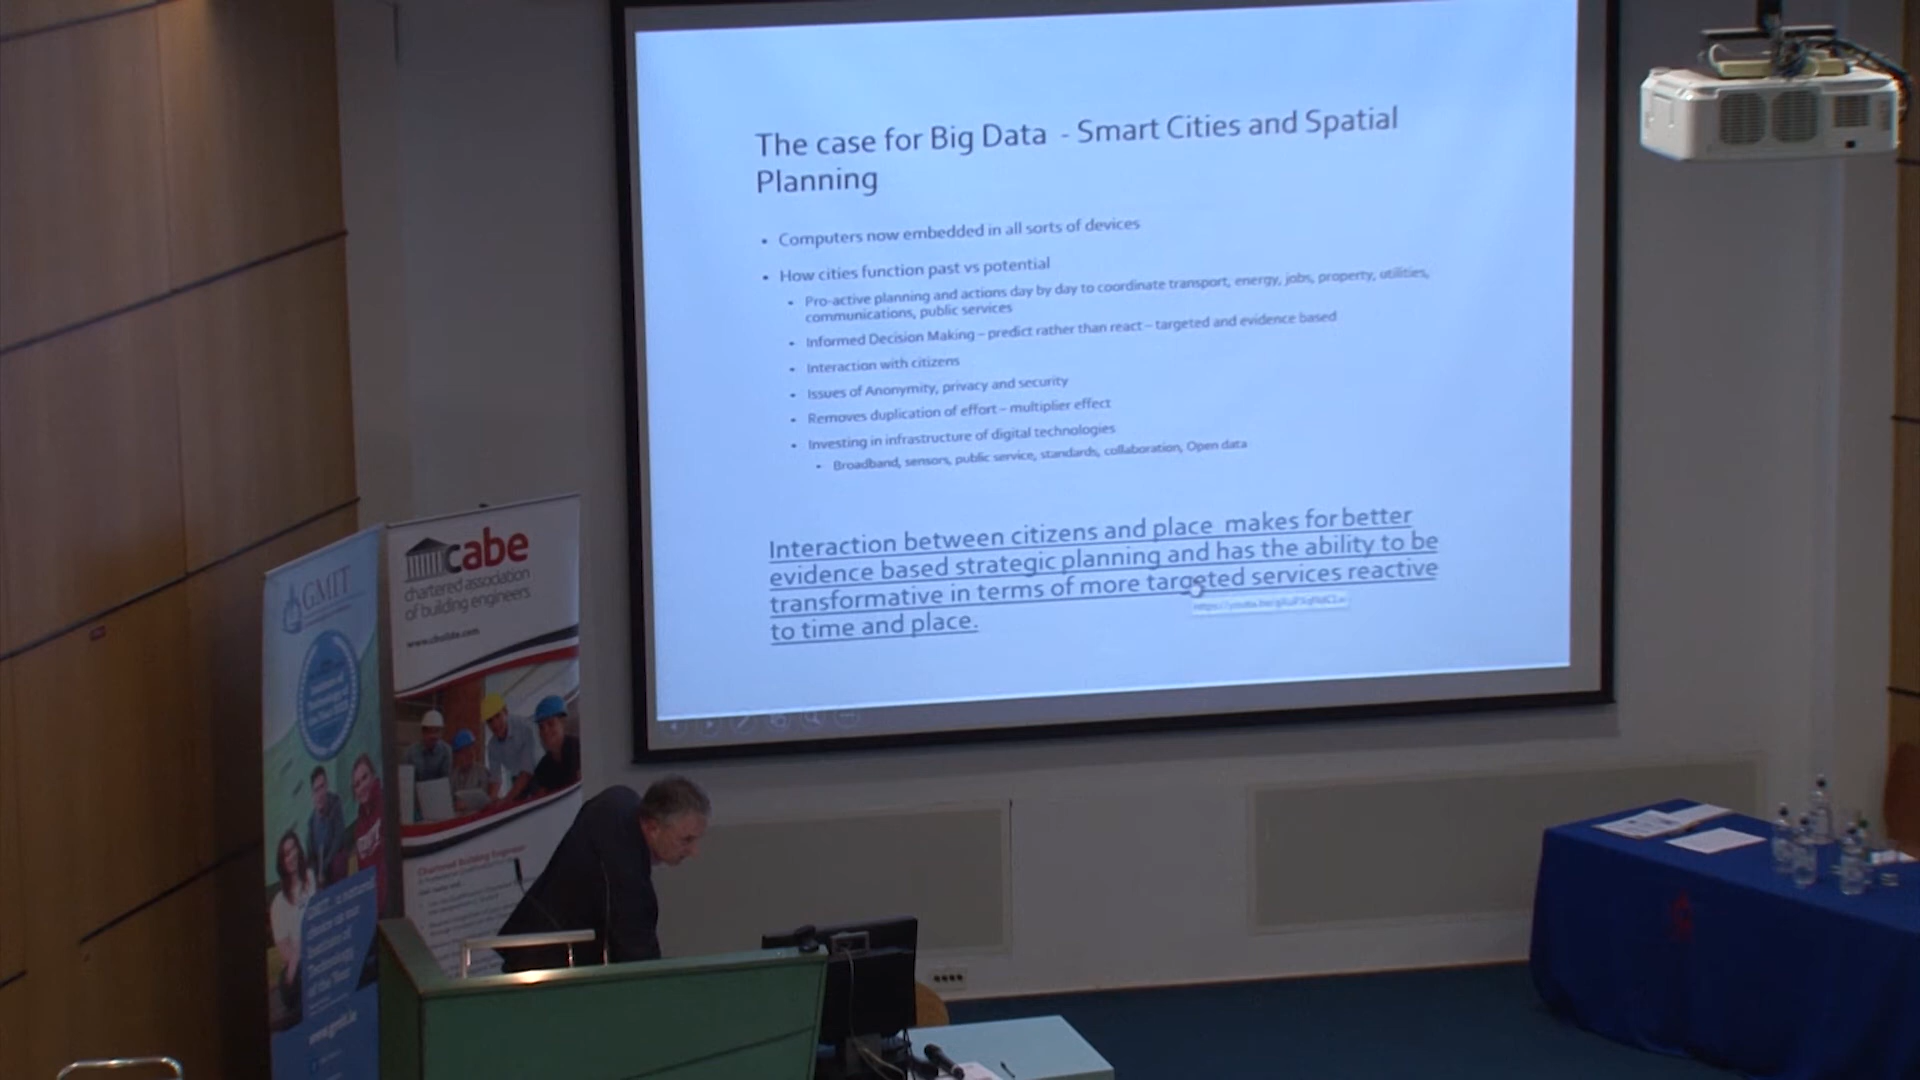 The case for Big Data - Smart Cities and Spatial
Planning
• Computers now embedded in all sorts of devices
• How cities function past vs potential
• Pro-active planning and actions day by day to coordinate transport, energy, jobs, property, utilities,
communications, public services
• Informed Decision Making – predict rather than react – targeted and evidence based
• Interaction with citizens
• Issues of Anonymity, privacy and security
• Removes duplication of effort – multiplier effect
• Investing in infrastructure of digital technologies
• Broadband, sensors, public service, standards, collaboration, Open data
Interaction between citizens and place makes for better
evidence based strategic planning and has the ability to be
transformative in terms of more targeted services reactive
to time and place.
GMIT
cabe
chartered association
of building engineers
www.cbuilde.com
Chartered Building Engineer
www.gmit.ie